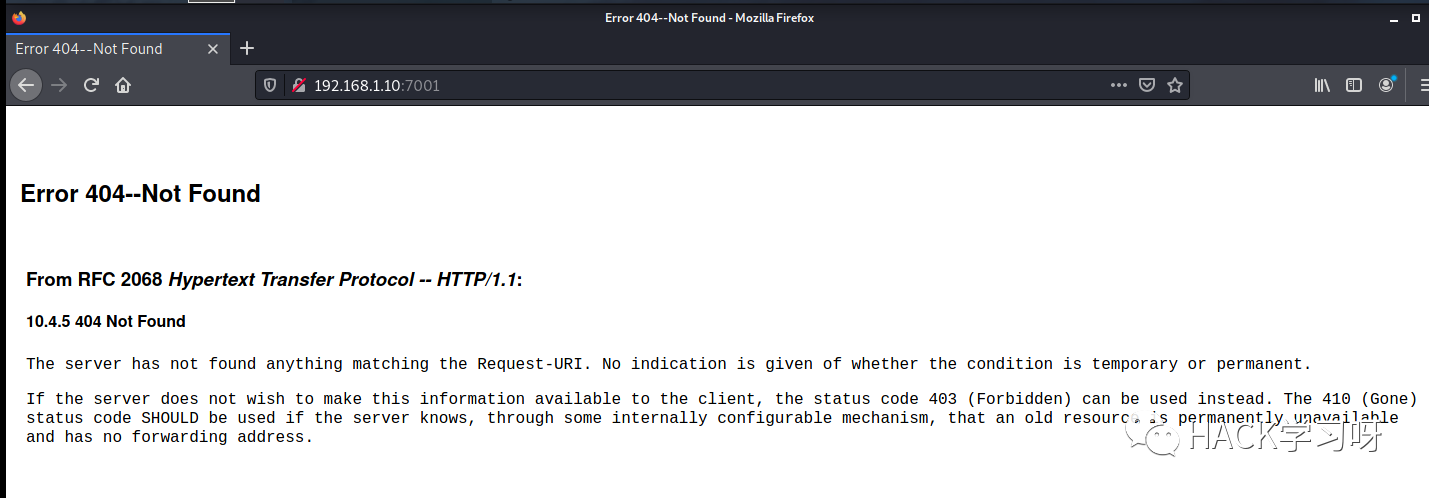 Error 404--Not Found - Mozilla Firefox
Error 404--Not Found
192.168.1.10:7001
Error 404--Not Found
From RFC 2068 Hypertext Transfer Protocol -- HTTP/1.1:
10.4.5 404 Not Found
The server has not found anything matching the Request-URI. No indication is given of whether the condition is temporary or permanent.
If the server does not wish to make this information available to the client, the status code 403 (Forbidden) can be used instead. The 410 (Gone)
status code SHOULD be used if the server knows, through some internally configurable mechanism, that an old resource is permanently unavailable
and has no forwarding address.
HACK学习呀